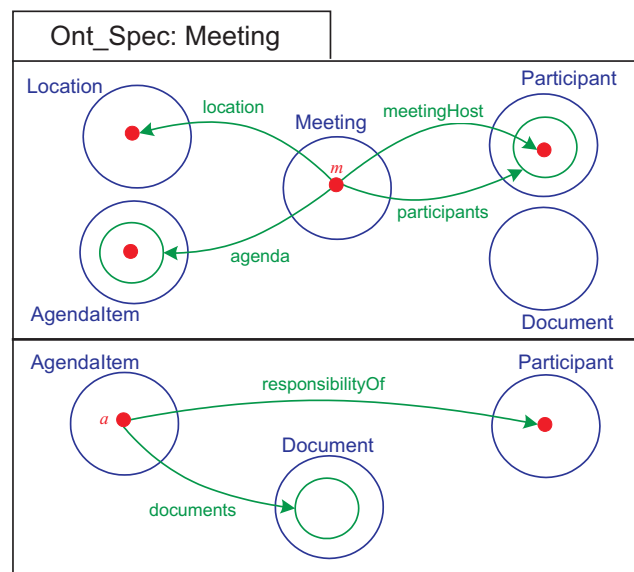 Ont_Spec: Meeting
Location
Participant
location
meetingHost
Meeting
m
participants
agenda
AgendaItem
Document
AgendaItem
Participant
responsibilityOf
a
Document
documents